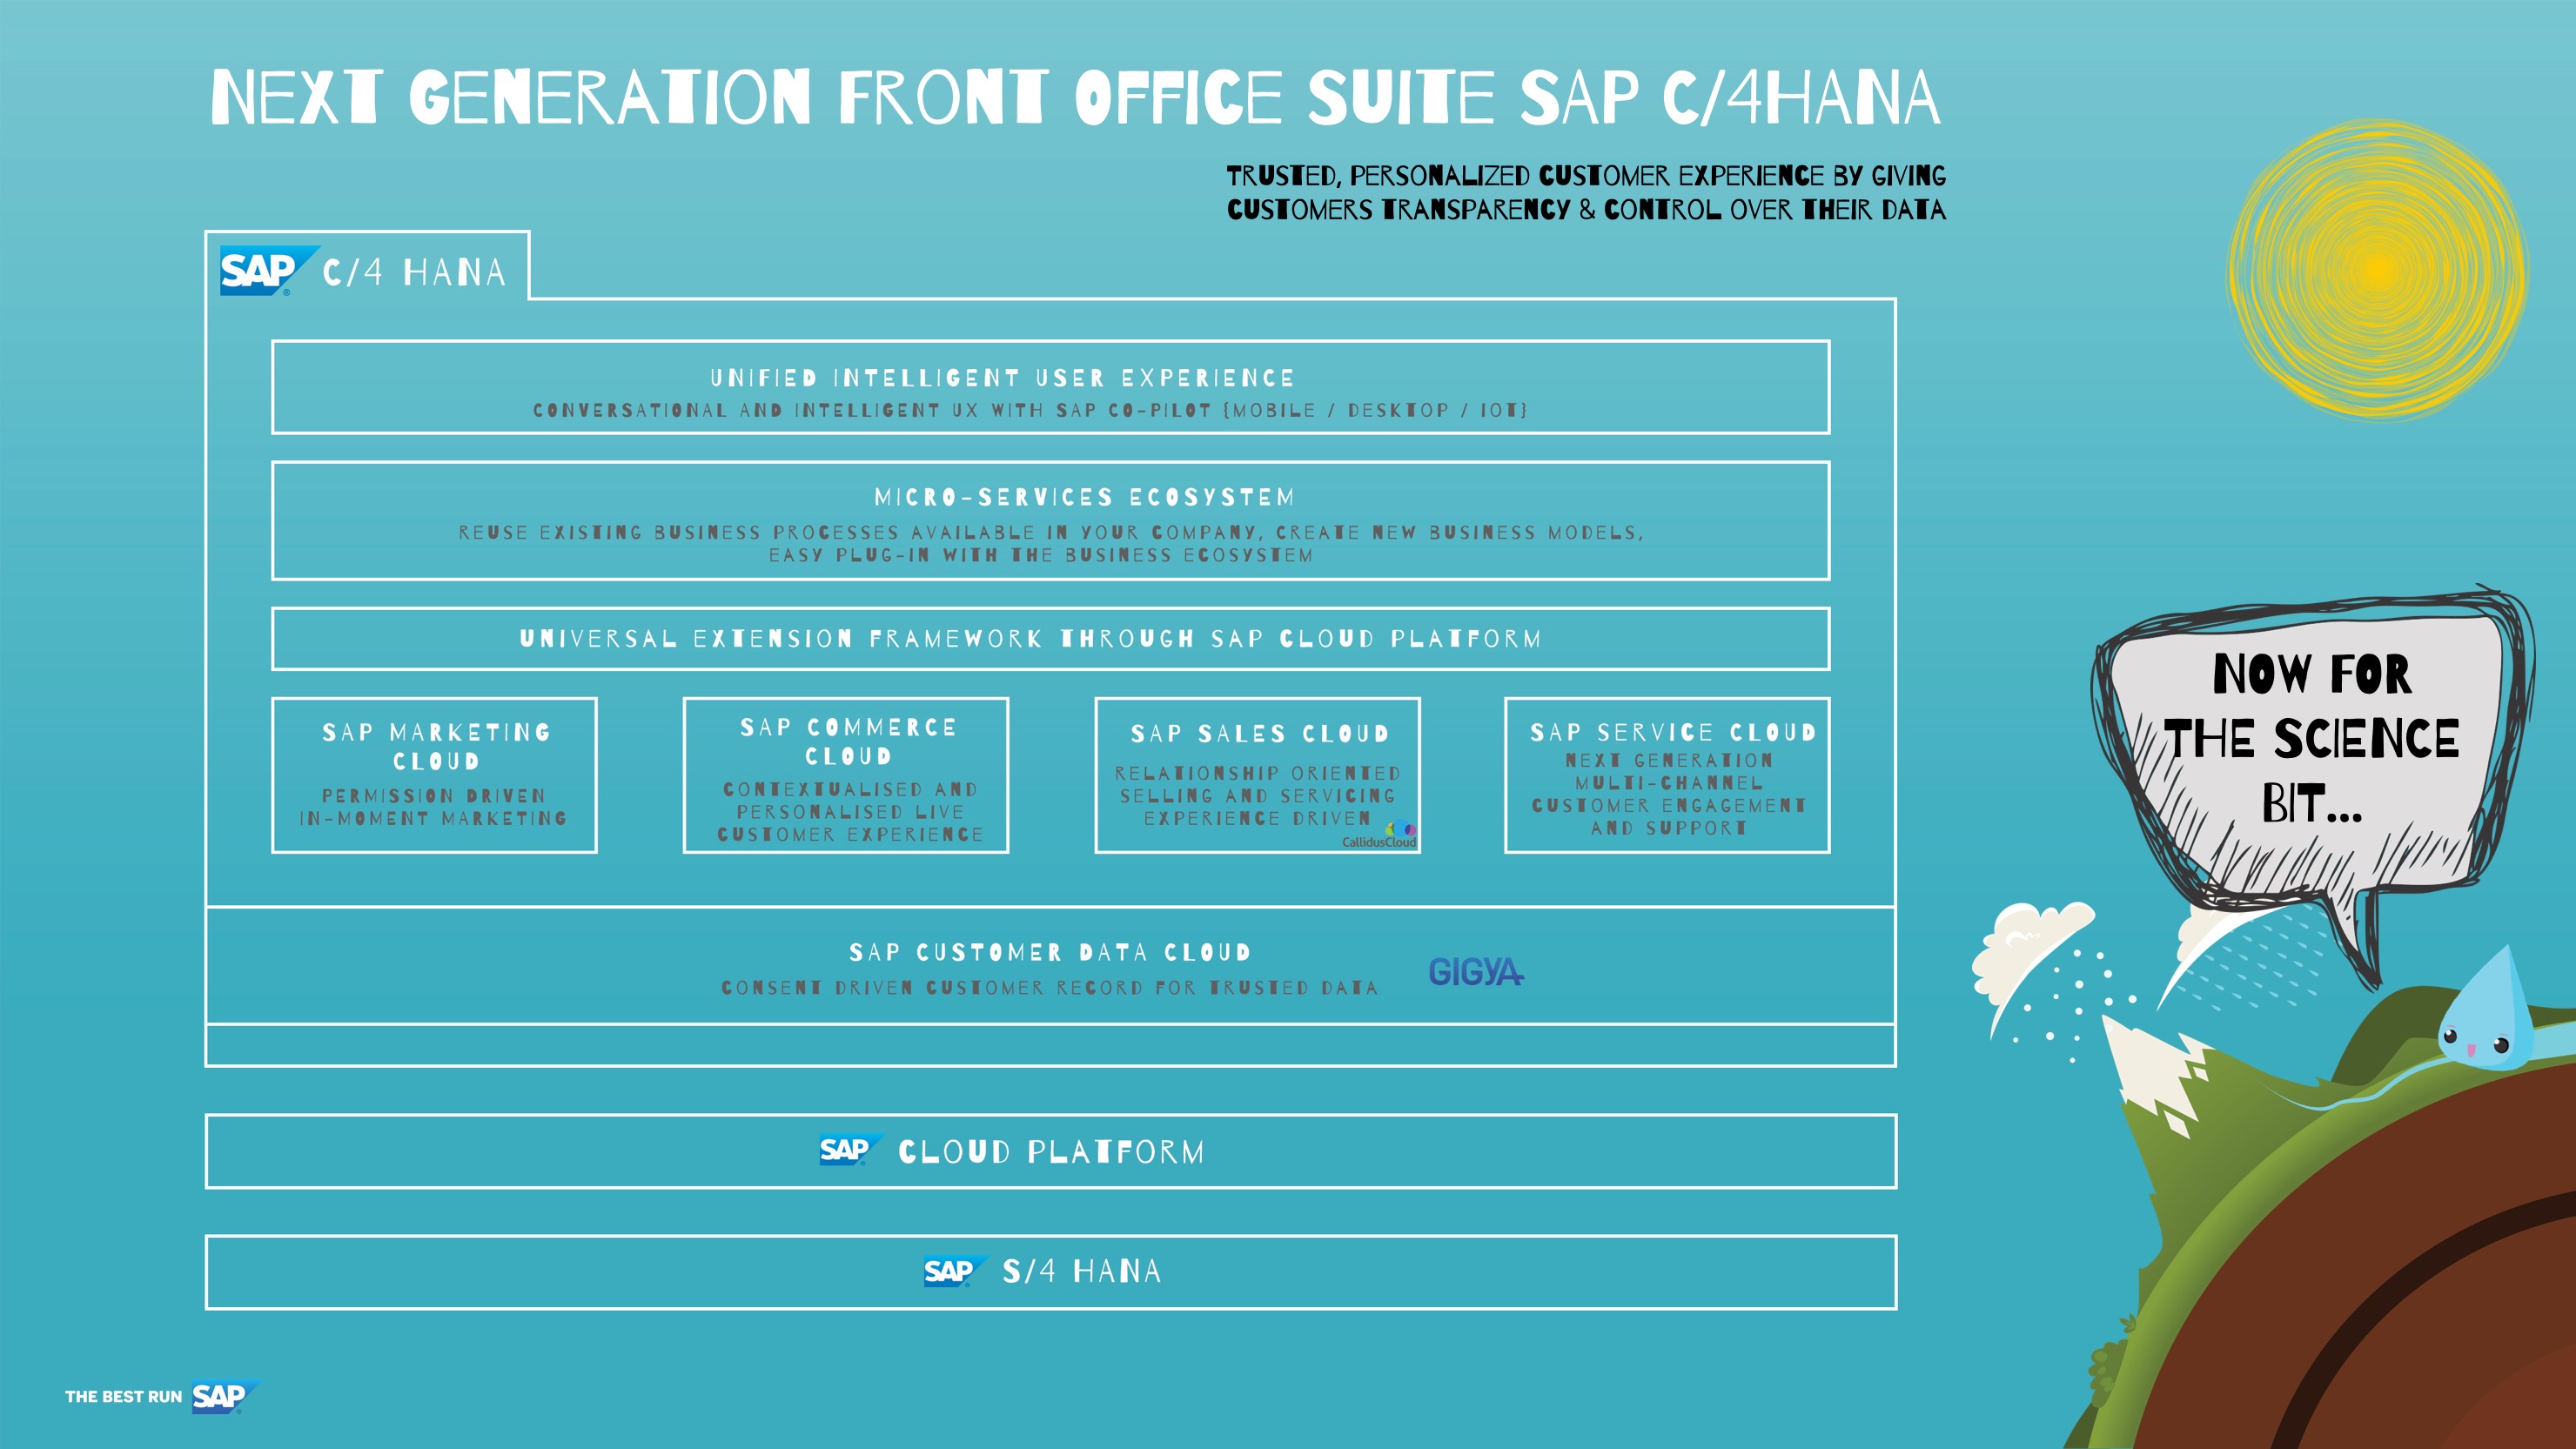 NEXT GENERATION FRONT OFFICE SUITE SAP C/4HANA
TRUSTED, PERSONALIZED CUSTOMER EXPERIENCE BY GIVING
CUSTOMERS TRANSPARENCY & CONTROL OVER THEIR DATA
SAP C/4 HANA
UNIFIED INTELLIGENT USER EXPERIENCE
CONVERSATIONAL AND INTELLIGENT UX WITH SAP CO-PILOT {MOBILE / DESKTOP / IOT}
MICRO-SERVICES ECOSYSTEM
REUSE EXISTING BUSINESS PROCESSES AVAILABLE IN YOUR COMPANY, CREATE NEW BUSINESS MODELS,
EASY PLUG-IN WITH THE BUSINESS ECOSYSTEM
UNIVERSAL EXTENSION FRAMEWORK THROUGH SAP CLOUD PLATFORM
SAP MARKETING
CLOUD
PERMISSION DRIVEN
IN-MOMENT MARKETING
SAP COMMERCE
CLOUD
CONTEXTUALISED AND
PERSONALISED LIVE
CUSTOMER EXPERIENCE
SAP SALES CLOUD
RELATIONSHIP ORIENTED
SELLING AND SERVICING
EXPERIENCE DRIVEN
CallidusCloud
SAP SERVICE CLOUD
NEXT GENERATION
MULTI-CHANNEL
CUSTOMER ENGAGEMENT
AND SUPPORT
SAP CUSTOMER DATA CLOUD
CONSENT DRIVEN CUSTOMER RECORD FOR TRUSTED DATA
GIGYA
SAP CLOUD PLATFORM
SAP S/4 HANA
NOW FOR
THE SCIENCE
BIT...
THE BEST RUN SAP